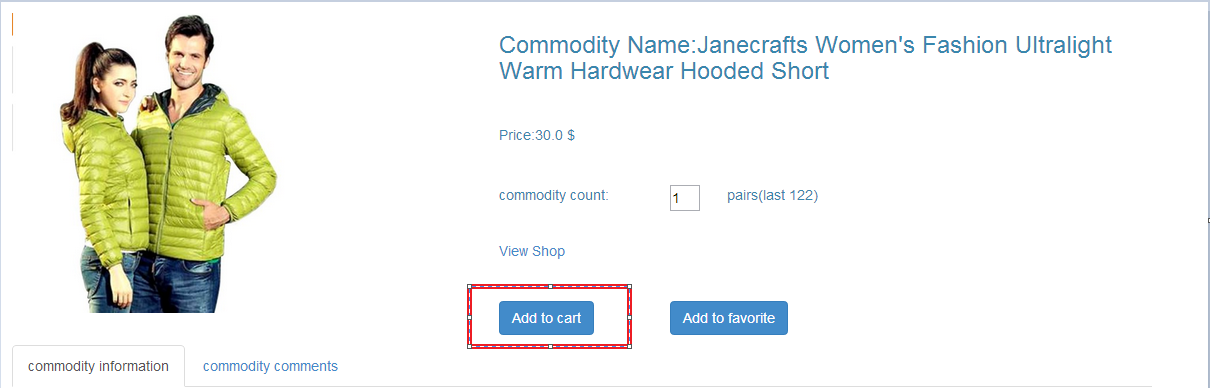 Commodity Name:Janecrafts Women's Fashion Ultralight
Warm Hardwear Hooded Short
Price:30.0 $
commodity count: 1 pairs(last 122)
View Shop
Add to cart Add to favorite
commodity information commodity comments